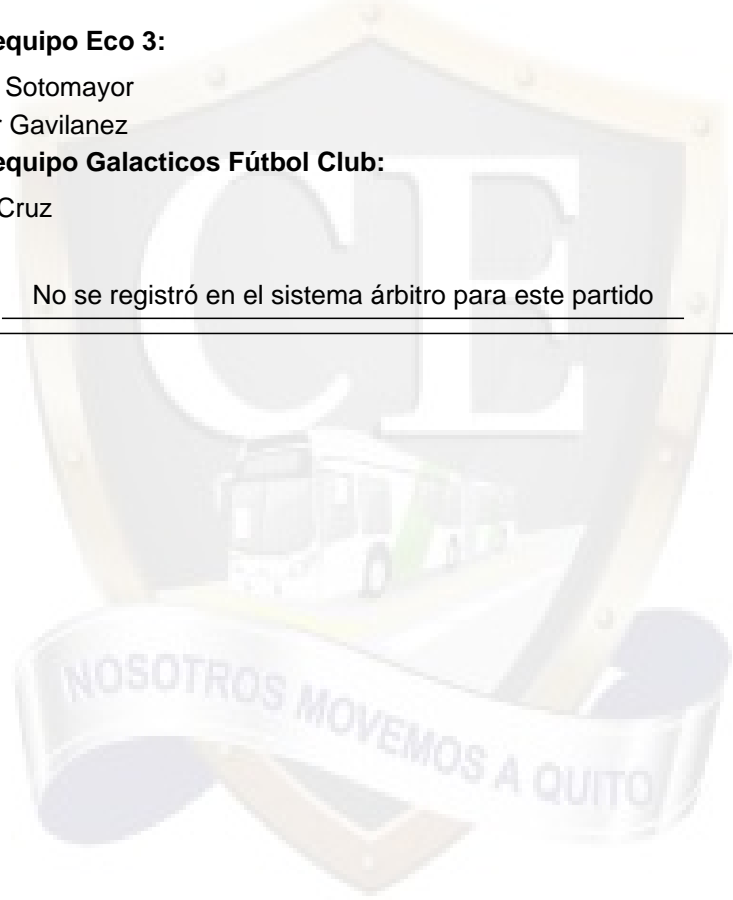 equipo Eco 3:
Sotomayor
Gavilanez
equipo Galacticos Fútbol Club:
Cruz
No se registró en el sistema árbitro para este partido
CE
NOSOTROS MOVEMOS A QUITO